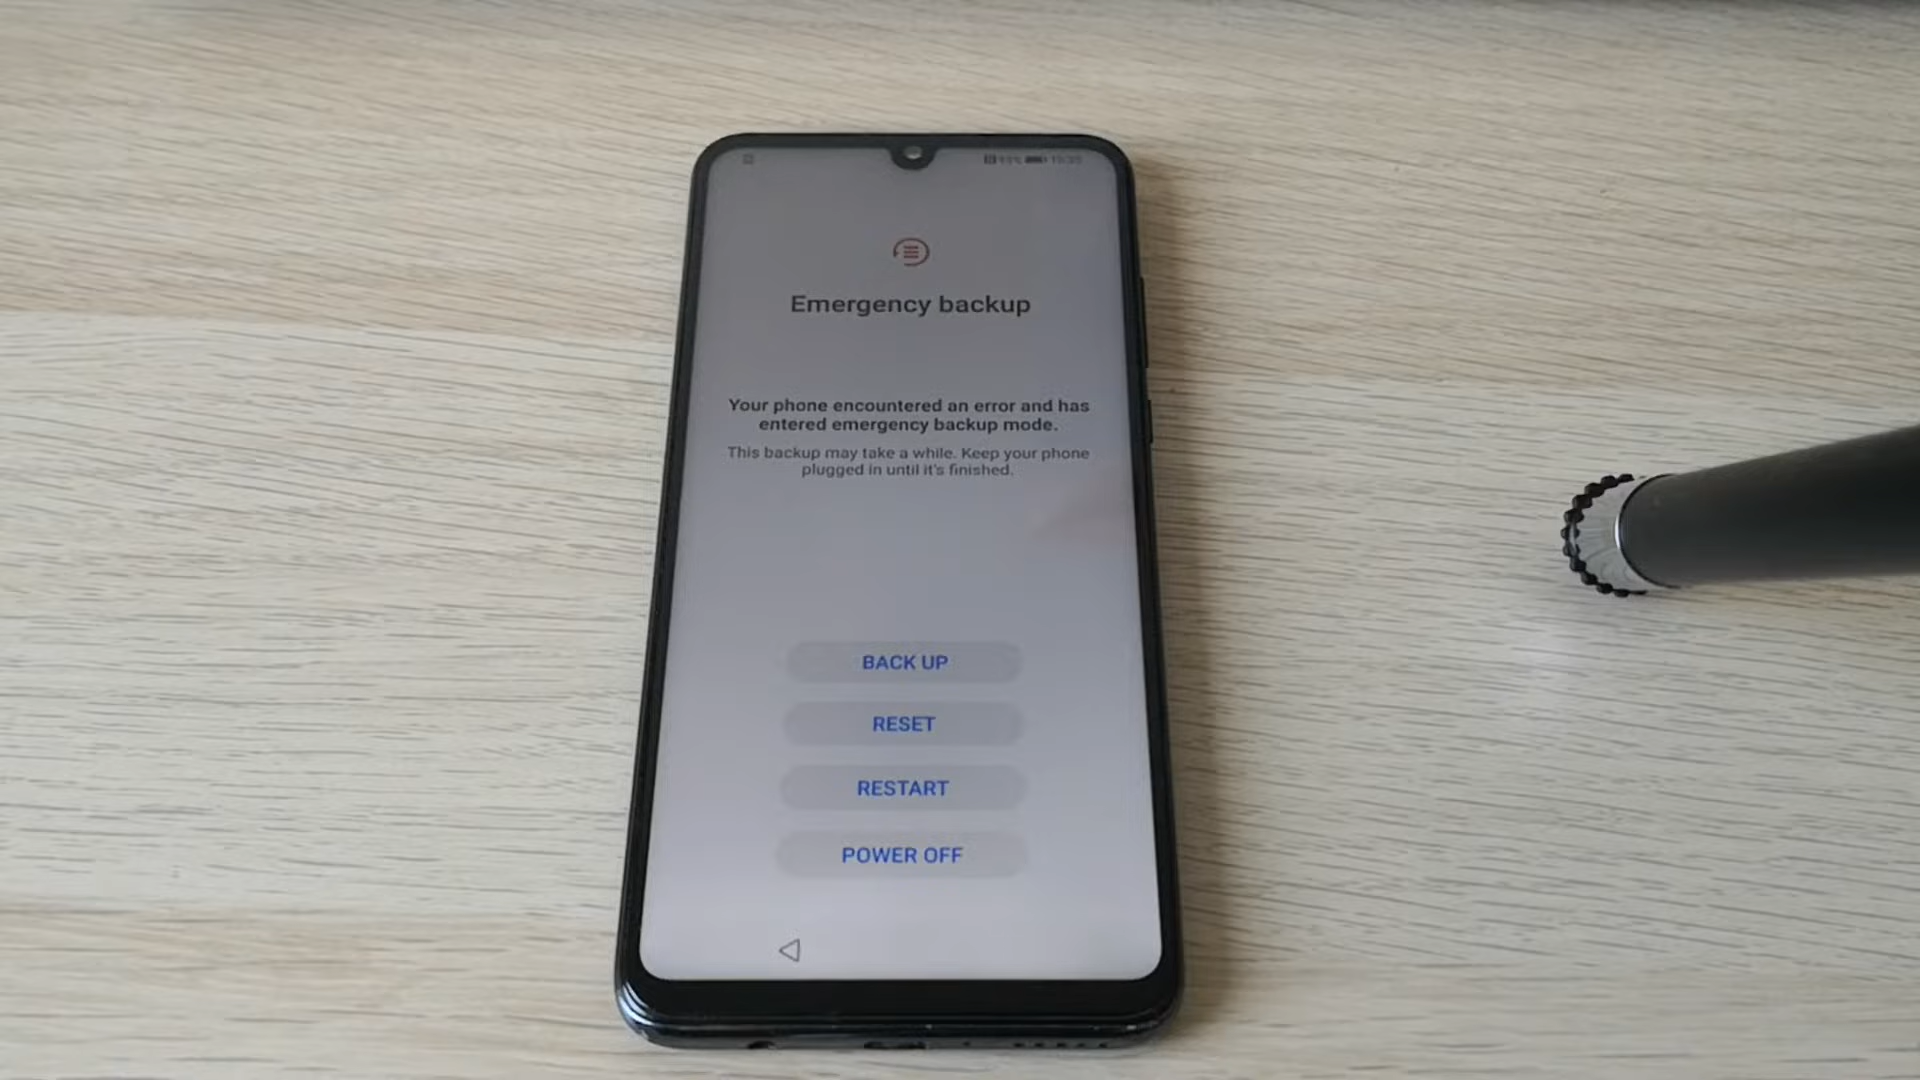 Emergency backup
Your phone encountered an error and has
entered emergency backup mode.
This backup may take a while. Keep your phone
plugged in until it's finished.
BACK UP
RESET
RESTART
POWER OFF